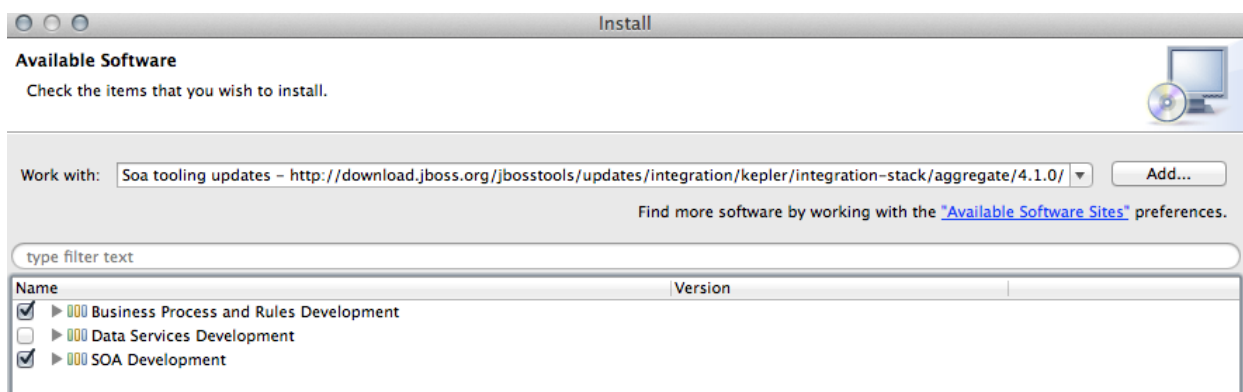 Install
Available Software
Check the items that you wish to install.
Work with: Soa tooling updates – http://download.jboss.org/jbosstools/updates/integration/kepler/integration-stack/aggregate/4.1.0/ Add...
Find more software by working with the "Available Software Sites" preferences.
type filter text
Name Version
Business Process and Rules Development
Data Services Development
SOA Development